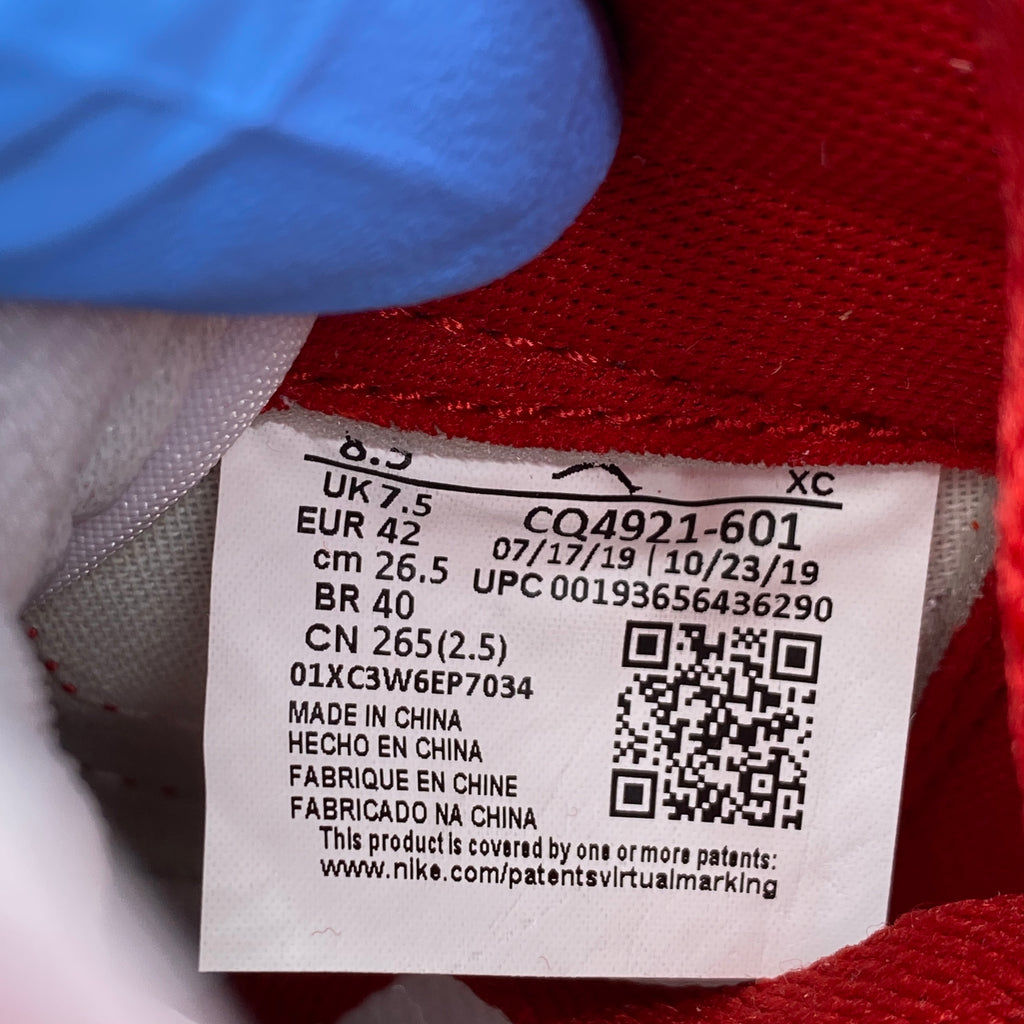 8.5
XC
UK 7.5
EUR 42
cm 26.5
BR 40
CN 265(2.5)
CQ4921-601
07/17/19 | 10/23/19
UPC 00193656436290
01XC3W6EP7034
MADE IN CHINA
HECHO EN CHINA
FABRIQUE EN CHINE
FABRICADO NA CHINA
This product is covered by one or more patents:
www.nike.com/patentsvirtualmarking